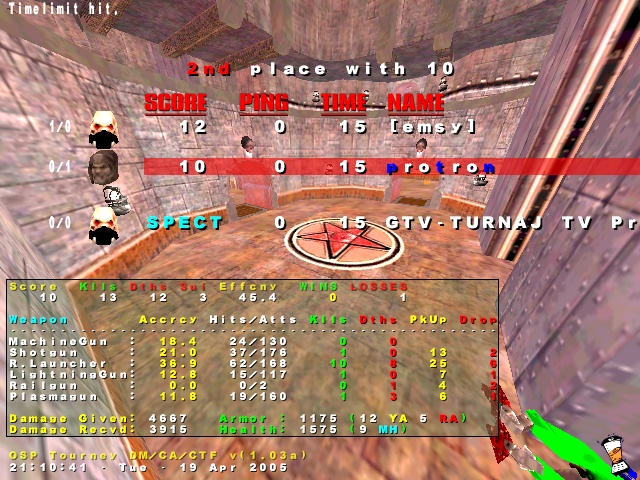 Timelimit hit.
2nd place with 10
SCORE PING TIME NAME
1/0 12 0 15 [emsy]
0/1 10 0 15 protron
0/0 SPECT 0 15 GTV-TURNAJ TV Pr
Score Klls Dths Sui Effcny WINS LOSSES
10 13 12 3 45.4 0 1
Weapon Accrcy Hits/Atts Klls Dths PkUp Drop
MachineGun : 18.4 24/130 0 0
Shotgun : 21.0 37/176 1 0 13 2
R.Launcher : 36.9 62/168 10 8 25 6
LightningGun: 12.8 15/117 1 0 7 1
Railgun : 0.0 0/2 0 1 4 2
Plasmagun : 11.8 19/160 1 3 6
Damage Given: 4667 Armor : 1175 (12 YA 5 RA)
Damage Recvd: 3915 Health: 1575 (9 MH)
OSP Tourney DM/CA/CTF v(1.03a)
21:10:41 - Tue - 19 Apr 2005